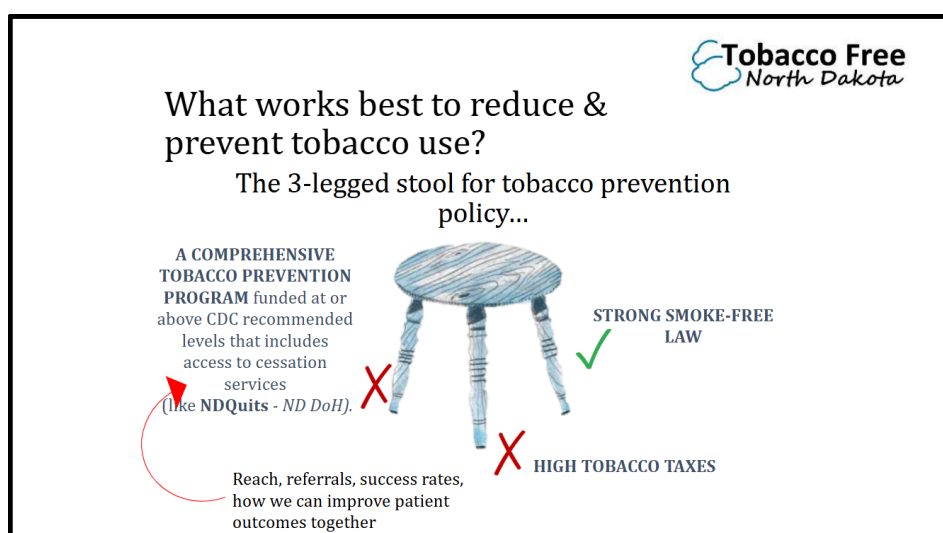 Tobacco Free
North Dakota
What works best to reduce &
prevent tobacco use?
The 3-legged stool for tobacco prevention
policy...
A COMPREHENSIVE
TOBACCO PREVENTION
PROGRAM funded at or
above CDC recommended
levels that includes
access to cessation
services
(like NDQuits - ND DoH).
STRONG SMOKE-FREE
LAW
HIGH TOBACCO TAXES
Reach, referrals, success rates,
how we can improve patient
outcomes together